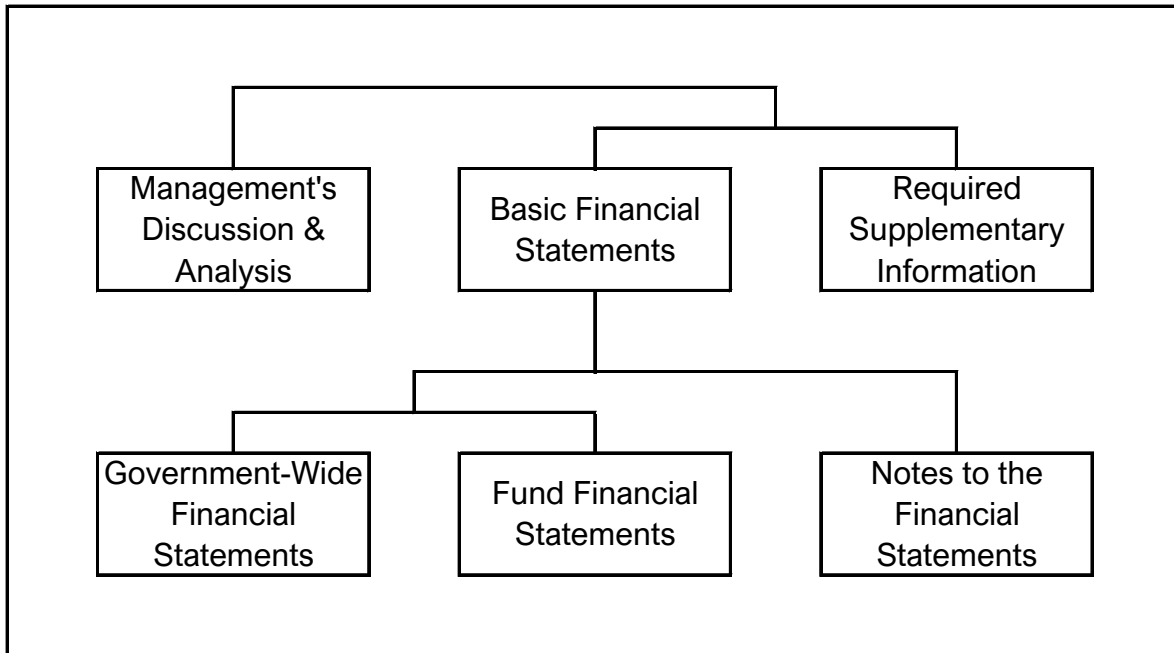 Management's
Discussion &
Analysis
Basic Financial
Statements
Required
Supplementary
Information
Government-Wide
Financial
Statements
Fund Financial
Statements
Notes to the
Financial
Statements